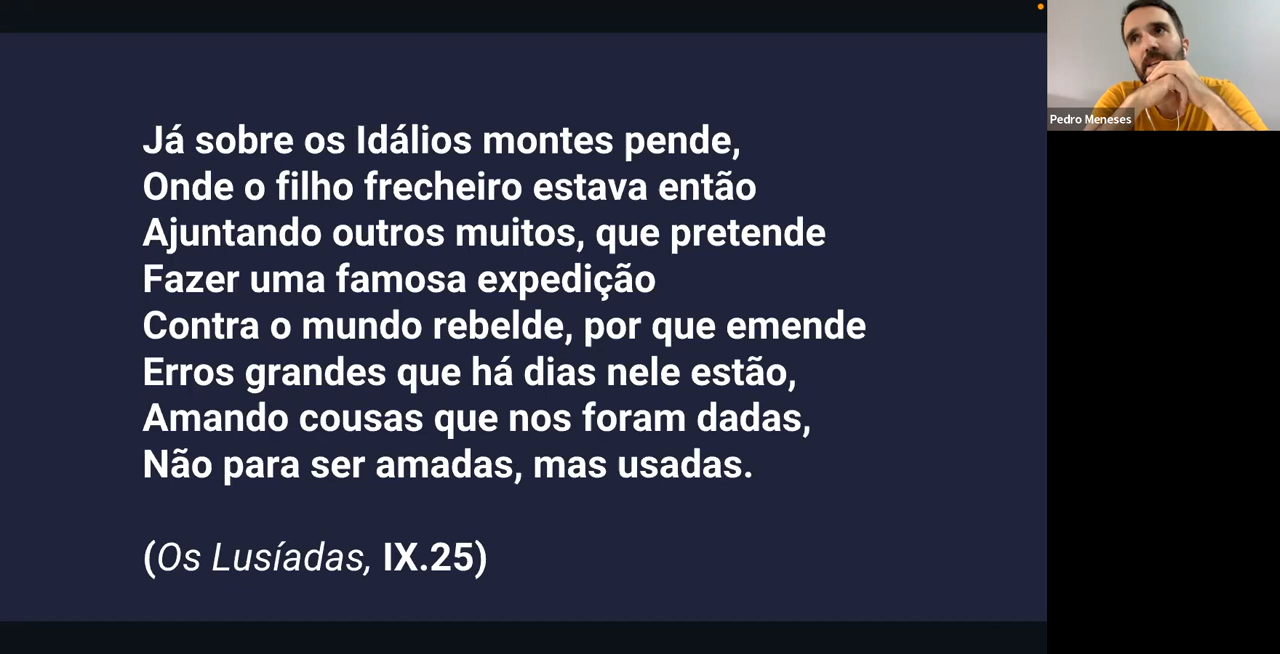 Já sobre os Idálios montes pende,
Onde o filho frecheiro estava então
Ajuntando outros muitos, que pretende
Fazer uma famosa expedição
Contra o mundo rebelde, por que emende
Erros grandes que há dias nele estão,
Amando cousas que nos foram dadas,
Não para ser amadas, mas usadas.
(Os Lusíadas, IX.25)
Pedro Meneses